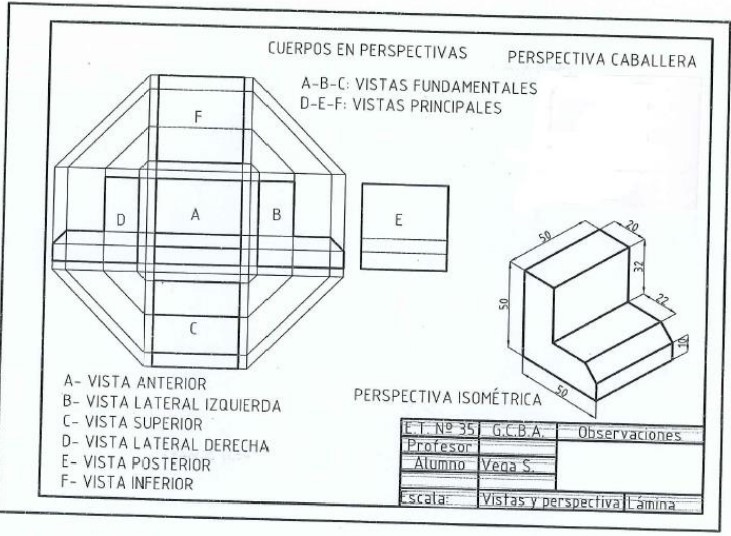 CUERPOS EN PERSPECTIVAS
PERSPECTIVA CABALLERA
A-B-C: VISTAS FUNDAMENTALES
D-E-F: VISTAS PRINCIPALES
F
D
A
B
E
C
50
20
32
50
22
10
50
A- VISTA ANTERIOR
B- VISTA LATERAL IZQUIERDA
C- VISTA SUPERIOR
D- VISTA LATERAL DERECHA
E- VISTA POSTERIOR
F- VISTA INFERIOR
PERSPECTIVA ISOMÉTRICA
E.T. Nº 35 G.C.B.A. Observaciones
Profesor
Alumno Vega S.
Escala: Vistas y perspectiva Lámina